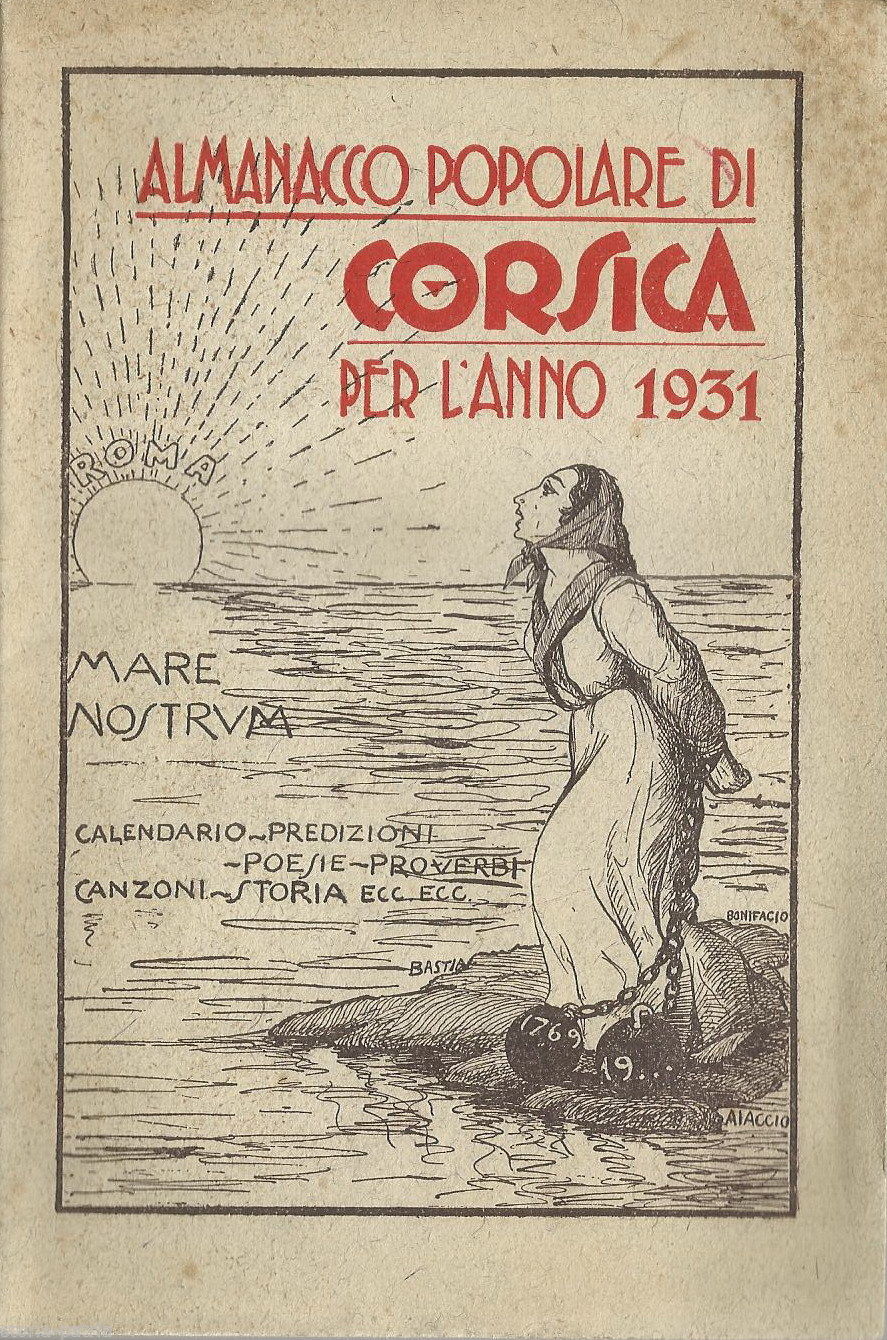 ALMANACCO POPOLARE DI
CORSICA
PER L'ANNO 1931
ROMA
MARE
NOSTRVM
CALENDARIO~PREDIZIONI
~POESIE~PROVERBI
CANZONI~STORIA ECC. ECC.
BONIFACIO
BASTIA
1769
19...
AIACCIO